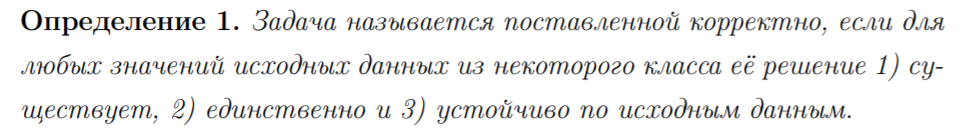 Определение 1. Задача называется поставленной корректно, если для
любых значений исходных данных из некоторого класса её решение 1) су-
ществует, 2) единственно и 3) устойчиво по исходным данным.